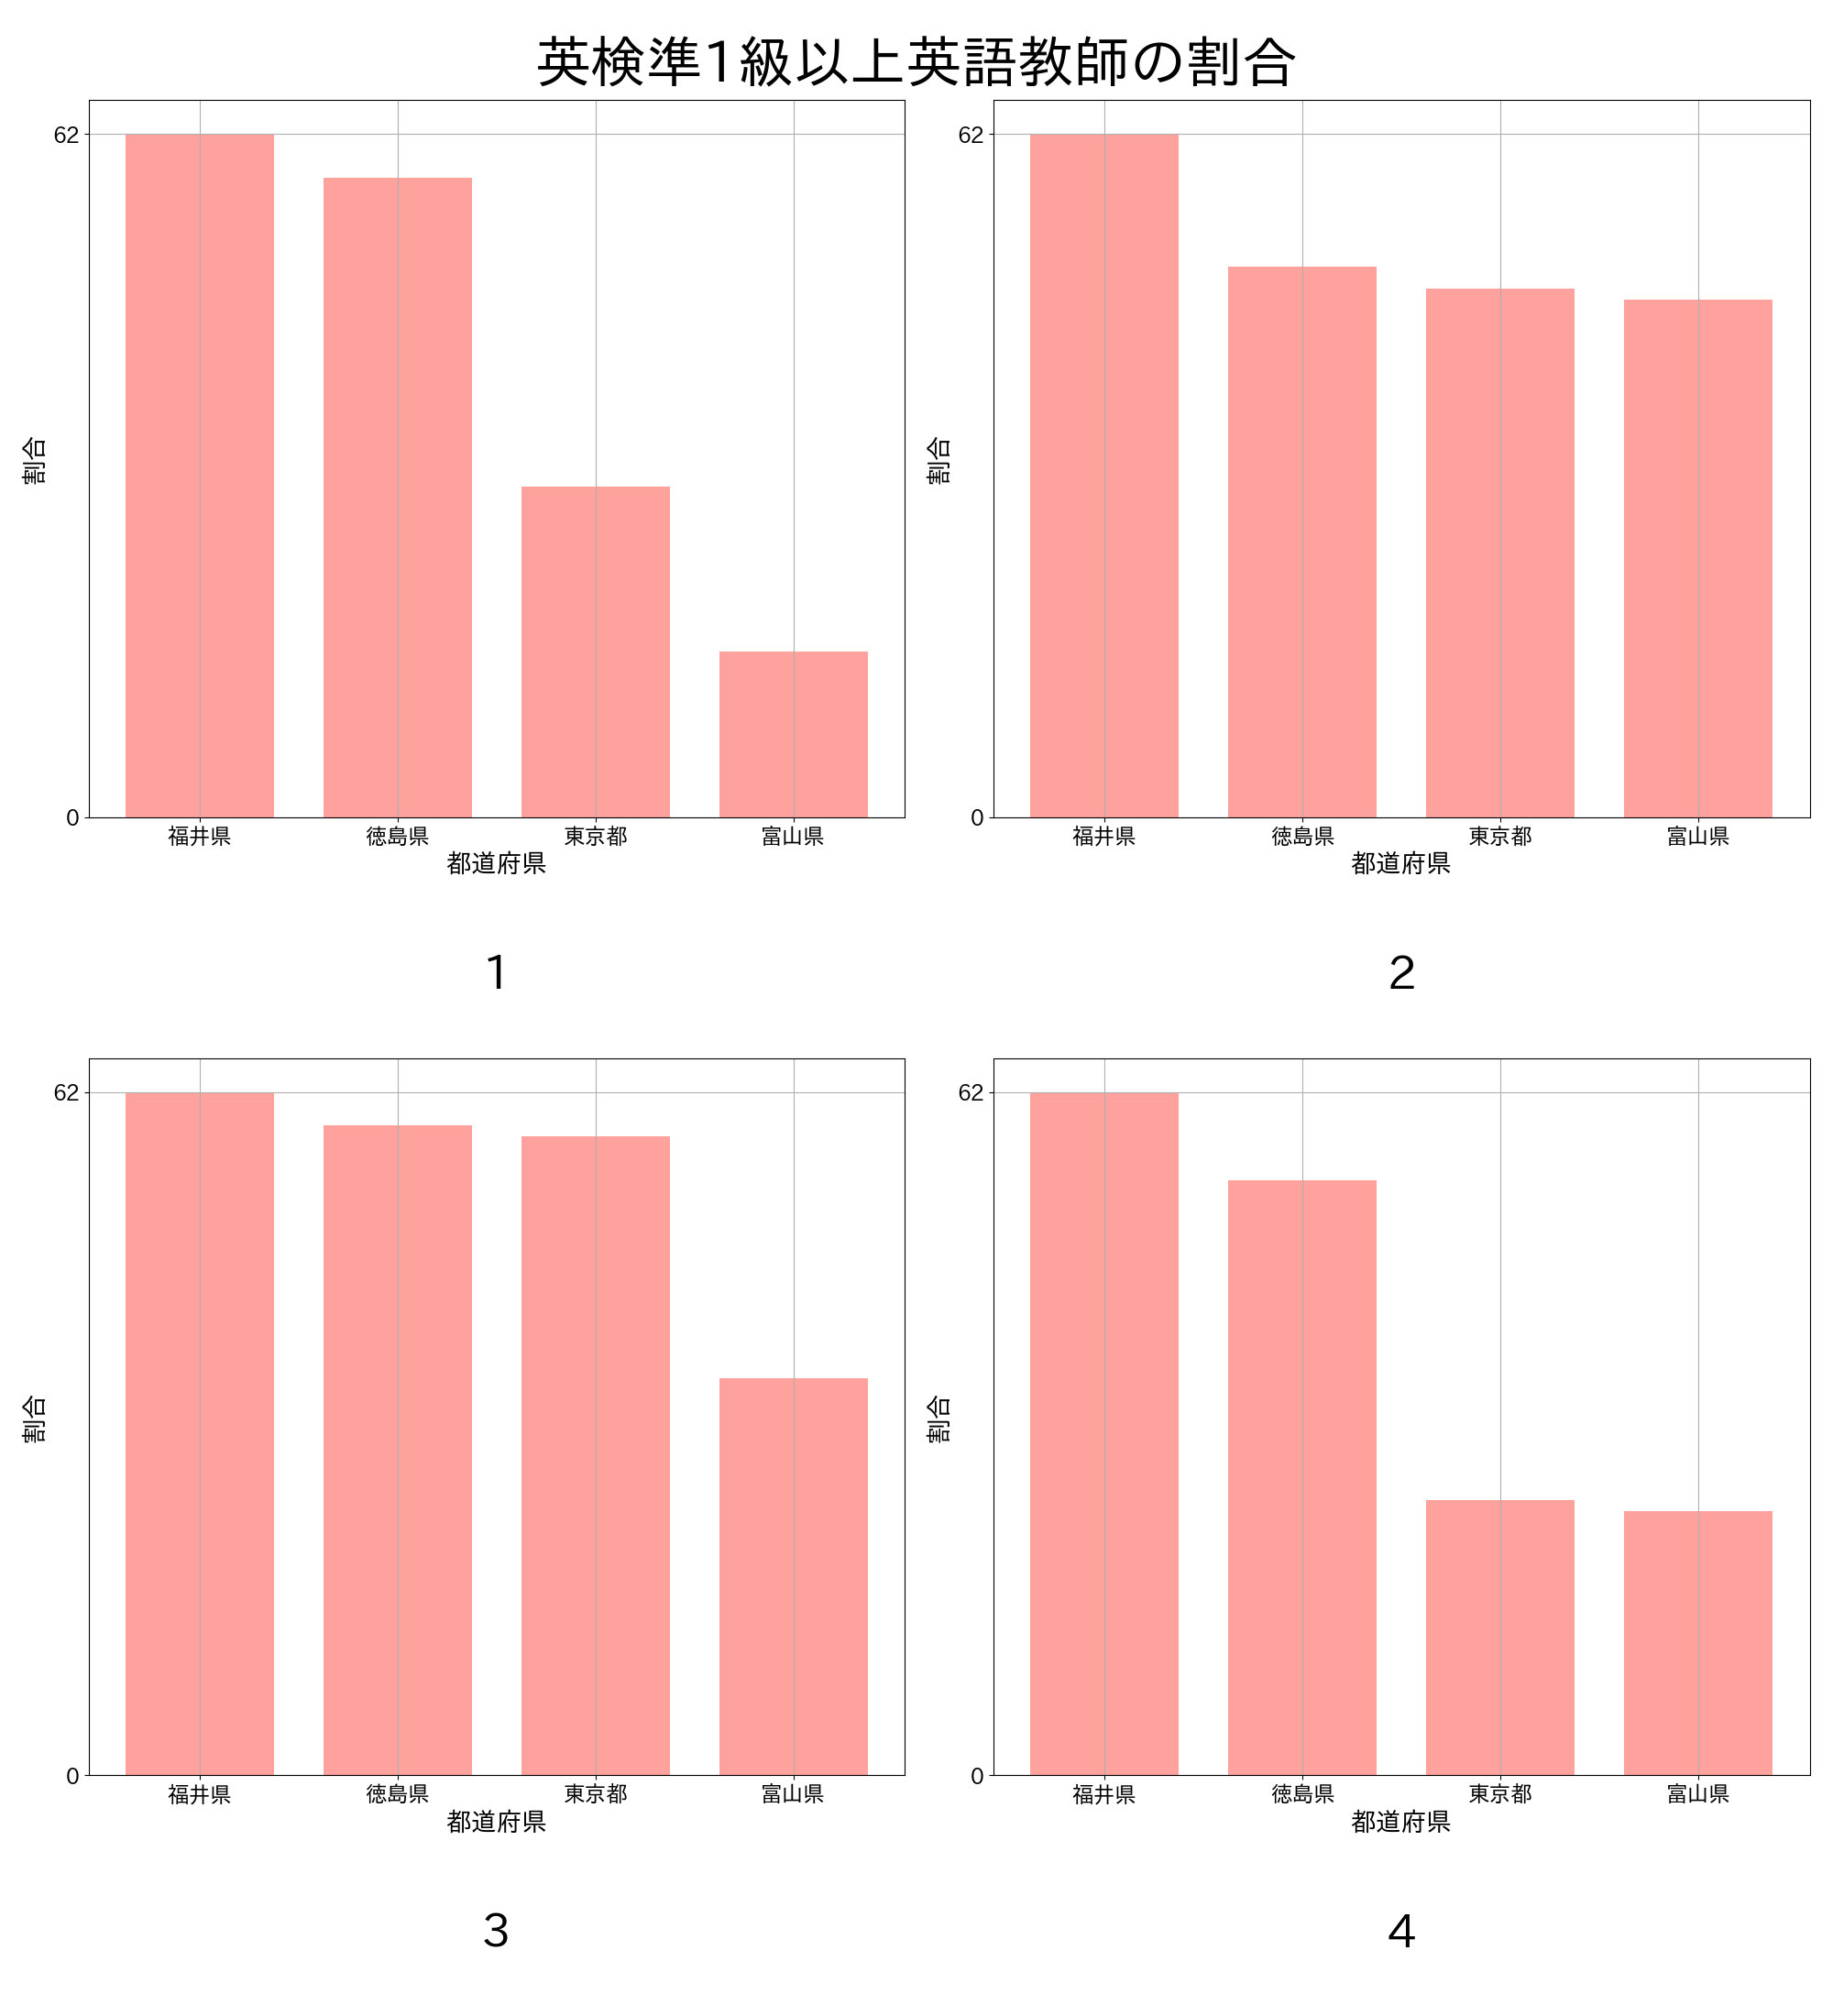 英検準1級以上英語教師の割合
62
0
割合
福井県 徳島県 東京都 富山県
都道府県
1
62
0
割合
福井県 徳島県 東京都 富山県
都道府県
2
62
0
割合
福井県 徳島県 東京都 富山県
都道府県
3
62
0
割合
福井県 徳島県 東京都 富山県
都道府県
4